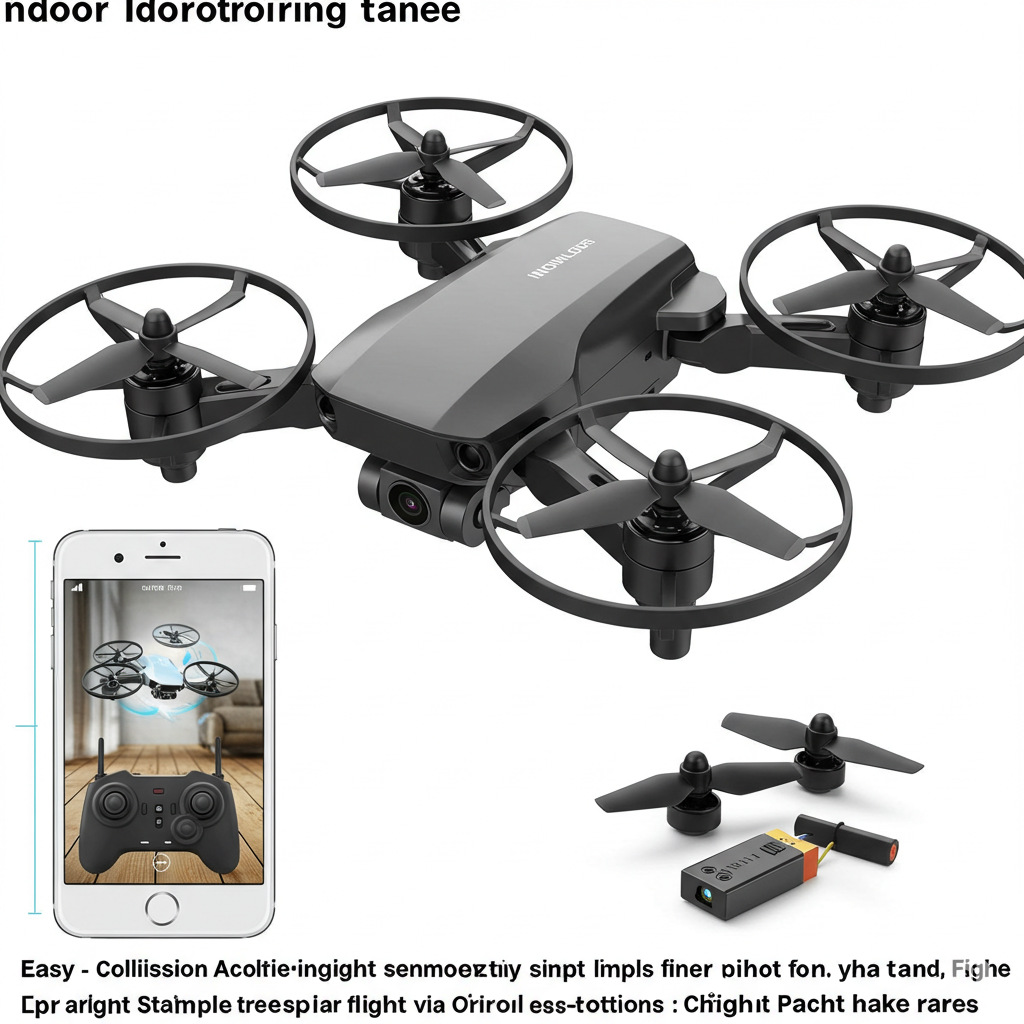 ndoor Idorotroiring tanee
Easy - Colliission Acoltie·ingight senmoeztiy sinpt limpls finer pihot fon. yha tand, Fighe
Epr arignt Stample treespiar flight via Oriroil ess-tottions : Chighit Pacht hake rares